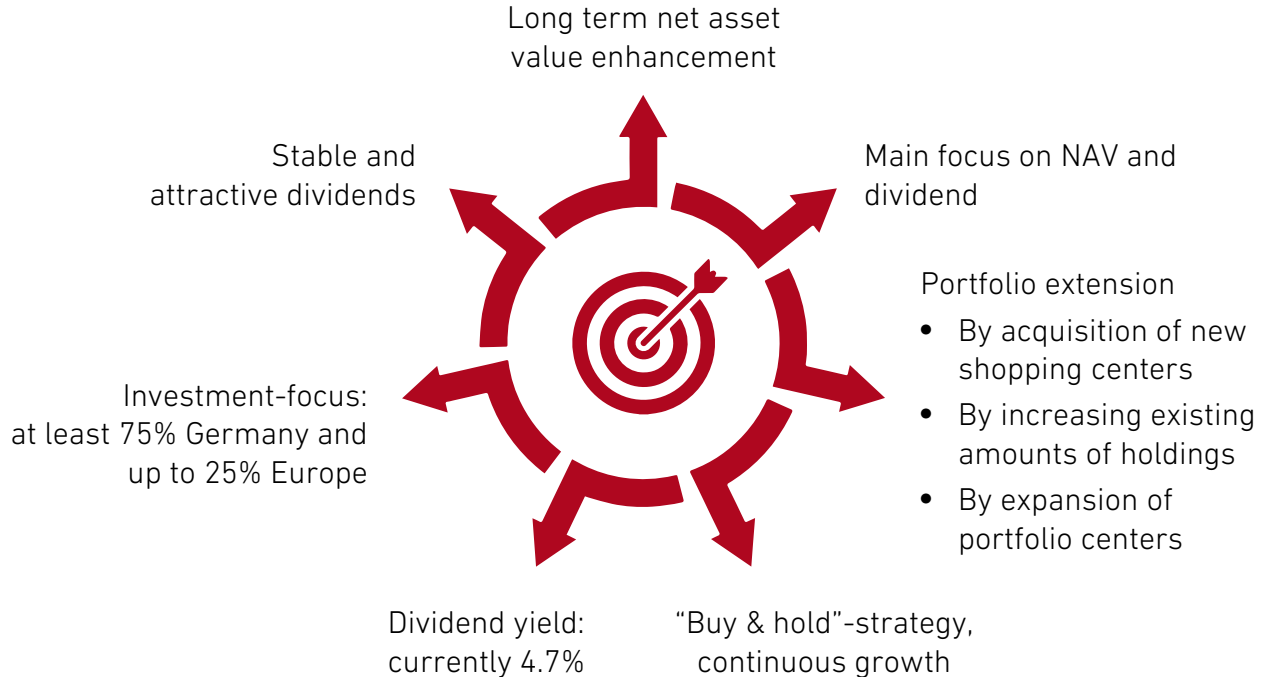 Long term net asset
value enhancement
Stable and
attractive dividends
Main focus on NAV and
dividend
Portfolio extension
• By acquisition of new
shopping centers
• By increasing existing
amounts of holdings
• By expansion of
portfolio centers
Investment-focus:
at least 75% Germany and
up to 25% Europe
Dividend yield:
currently 4.7%
“Buy & hold”-strategy,
continuous growth